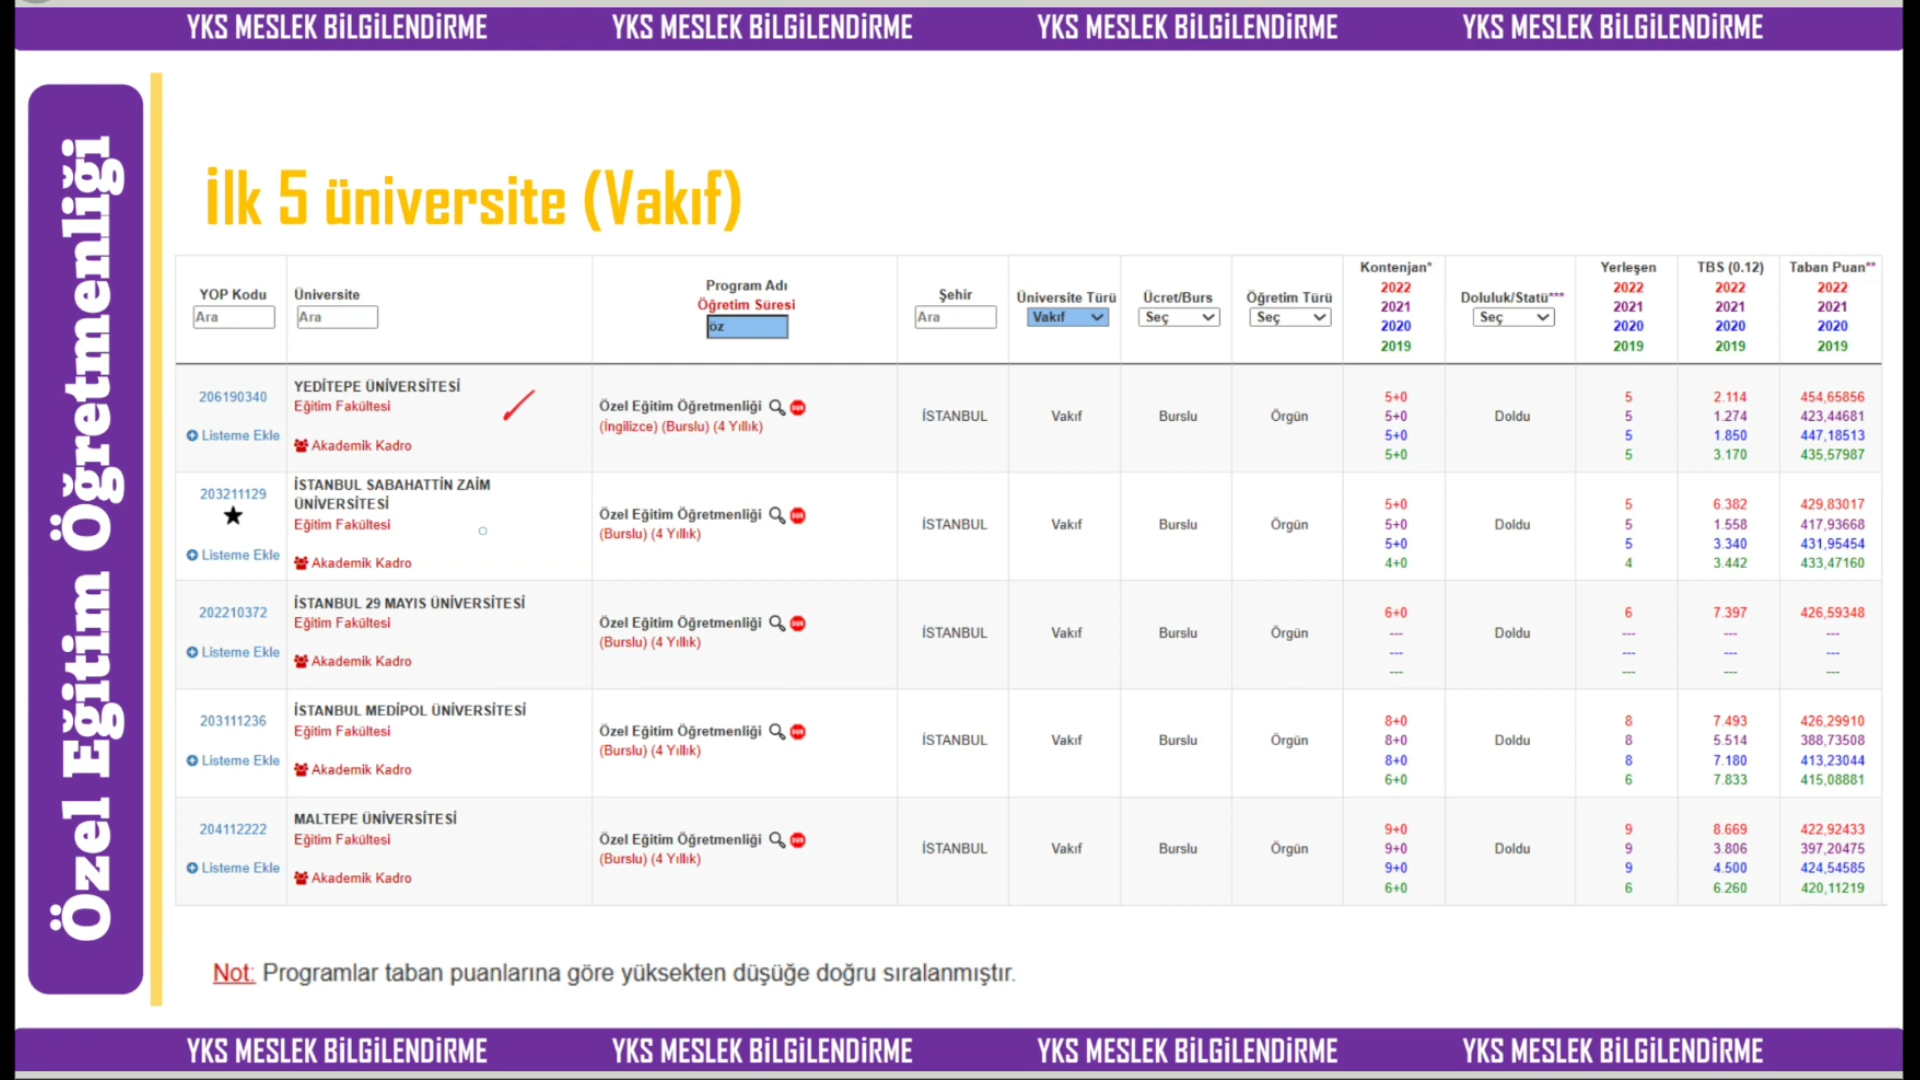 YKS MESLEK BİLGİLENDİRME YKS MESLEK BİLGİLENDİRME YKS MESLEK BİLGİLENDİRME YKS MESLEK BİLGİLENDİRME
Özel Eğitim Öğretmenliği
İlk 5 üniversite (Vakıf)
YOP Kodu
Ara
Üniversite
Ara
Program Adı
Öğretim Süresi
öz
Şehir
Ara
Üniversite Türü
Vakıf
Ücret/Burs
Seç
Öğretim Türü
Seç
Kontenjan*
2022
2021
2020
2019
Doluluk/Statü***
Seç
Yerleşen
2022
2021
2020
2019
TBS (0.12)
2022
2021
2020
2019
Taban Puan**
2022
2021
2020
2019
206190340
Listeme Ekle
YEDİTEPE ÜNİVERSİTESİ
Eğitim Fakültesi
Akademik Kadro
Özel Eğitim Öğretmenliği
(İngilizce) (Burslu) (4 Yıllık)
İSTANBUL
Vakıf
Burslu
Örgün
5+0
5+0
5+0
5+0
Doldu
5
5
5
5
2.114
1.274
1.850
3.170
454,65856
423,44681
447,18513
435,57987
203211129
Listeme Ekle
İSTANBUL SABAHATTİN ZAİM
ÜNİVERSİTESİ
Eğitim Fakültesi
Akademik Kadro
Özel Eğitim Öğretmenliği
(Burslu) (4 Yıllık)
İSTANBUL
Vakıf
Burslu
Örgün
5+0
5+0
5+0
4+0
Doldu
5
5
5
4
6.382
1.558
3.340
3.442
429,83017
417,93668
431,95454
433,47160
202210372
Listeme Ekle
İSTANBUL 29 MAYIS ÜNİVERSİTESİ
Eğitim Fakültesi
Akademik Kadro
Özel Eğitim Öğretmenliği
(Burslu) (4 Yıllık)
İSTANBUL
Vakıf
Burslu
Örgün
6+0
---
---
---
Doldu
6
---
---
---
7.397
---
---
---
426,59348
---
---
---
203111236
Listeme Ekle
İSTANBUL MEDİPOL ÜNİVERSİTESİ
Eğitim Fakültesi
Akademik Kadro
Özel Eğitim Öğretmenliği
(Burslu) (4 Yıllık)
İSTANBUL
Vakıf
Burslu
Örgün
8+0
8+0
8+0
6+0
Doldu
8
8
8
6
7.493
5.514
7.180
7.833
426,29910
388,73508
413,23044
415,08881
204112222
Listeme Ekle
MALTEPE ÜNİVERSİTESİ
Eğitim Fakültesi
Akademik Kadro
Özel Eğitim Öğretmenliği
(Burslu) (4 Yıllık)
İSTANBUL
Vakıf
Burslu
Örgün
9+0
9+0
9+0
6+0
Doldu
9
9
9
6
8.669
3.806
4.500
6.260
422,92433
397,20475
424,54585
420,11219
Not: Programlar taban puanlarına göre yüksekten düşüğe doğru sıralanmıştır.
YKS MESLEK BİLGİLENDİRME YKS MESLEK BİLGİLENDİRME YKS MESLEK BİLGİLENDİRME YKS MESLEK BİLGİLENDİRME